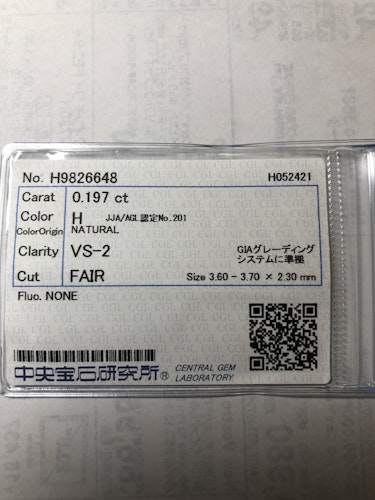 No. H9826648 H052421
Carat 0.197 ct
Color H JJA/AGL認定No.201
ColorOrigin NATURAL
Clarity VS-2 GIAグレーディング
システムに準拠
Cut FAIR Size 3.60 - 3.70 × 2.30 mm
Fluo. NONE
中央宝石研究所® CENTRAL GEM
LABORATORY